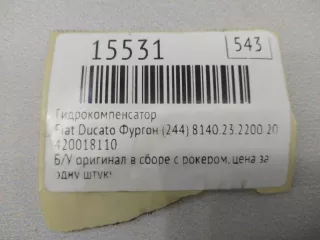 15531
543
Гидрокомпенсатор
Fiat Ducato Фургон (244) 8140.23.2200 20
420018110
Б/У оригинал в сборе с рокером, цена за
одну штуку